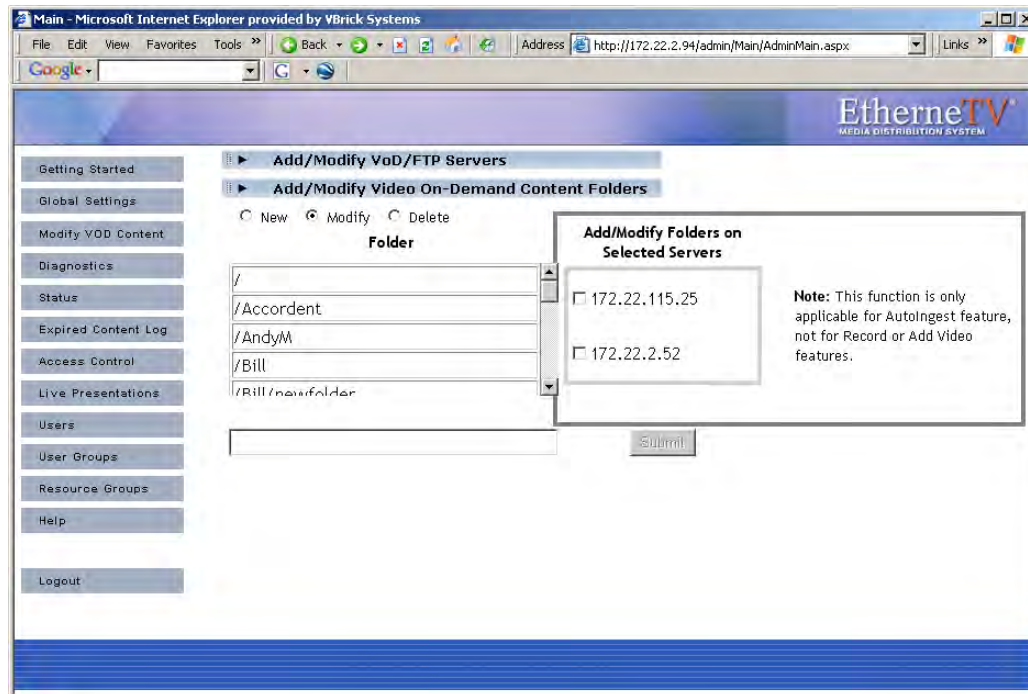 Main - Microsoft Internet Explorer provided by VBrick Systems
File Edit View Favorites Tools » Back Address http://172.22.2.94/admin/Main/AdminMain.aspx Links »
Google G
EtherneTV
MEDIA DISTRIBUTION SYSTEM
Getting Started
Global Settings
Modify VOD Content
Diagnostics
Status
Expired Content Log
Access Control
Live Presentations
Users
User Groups
Resource Groups
Help
Logout
Add/Modify VoD/FTP Servers
Add/Modify Video On-Demand Content Folders
New Modify Delete
Folder
/
/Accordent
/AndyM
/Bill
/Bill/newfolder
Add/Modify Folders on
Selected Servers
172.22.115.25
172.22.2.52
Note: This function is only
applicable for AutoIngest feature,
not for Record or Add Video
features.
Submit